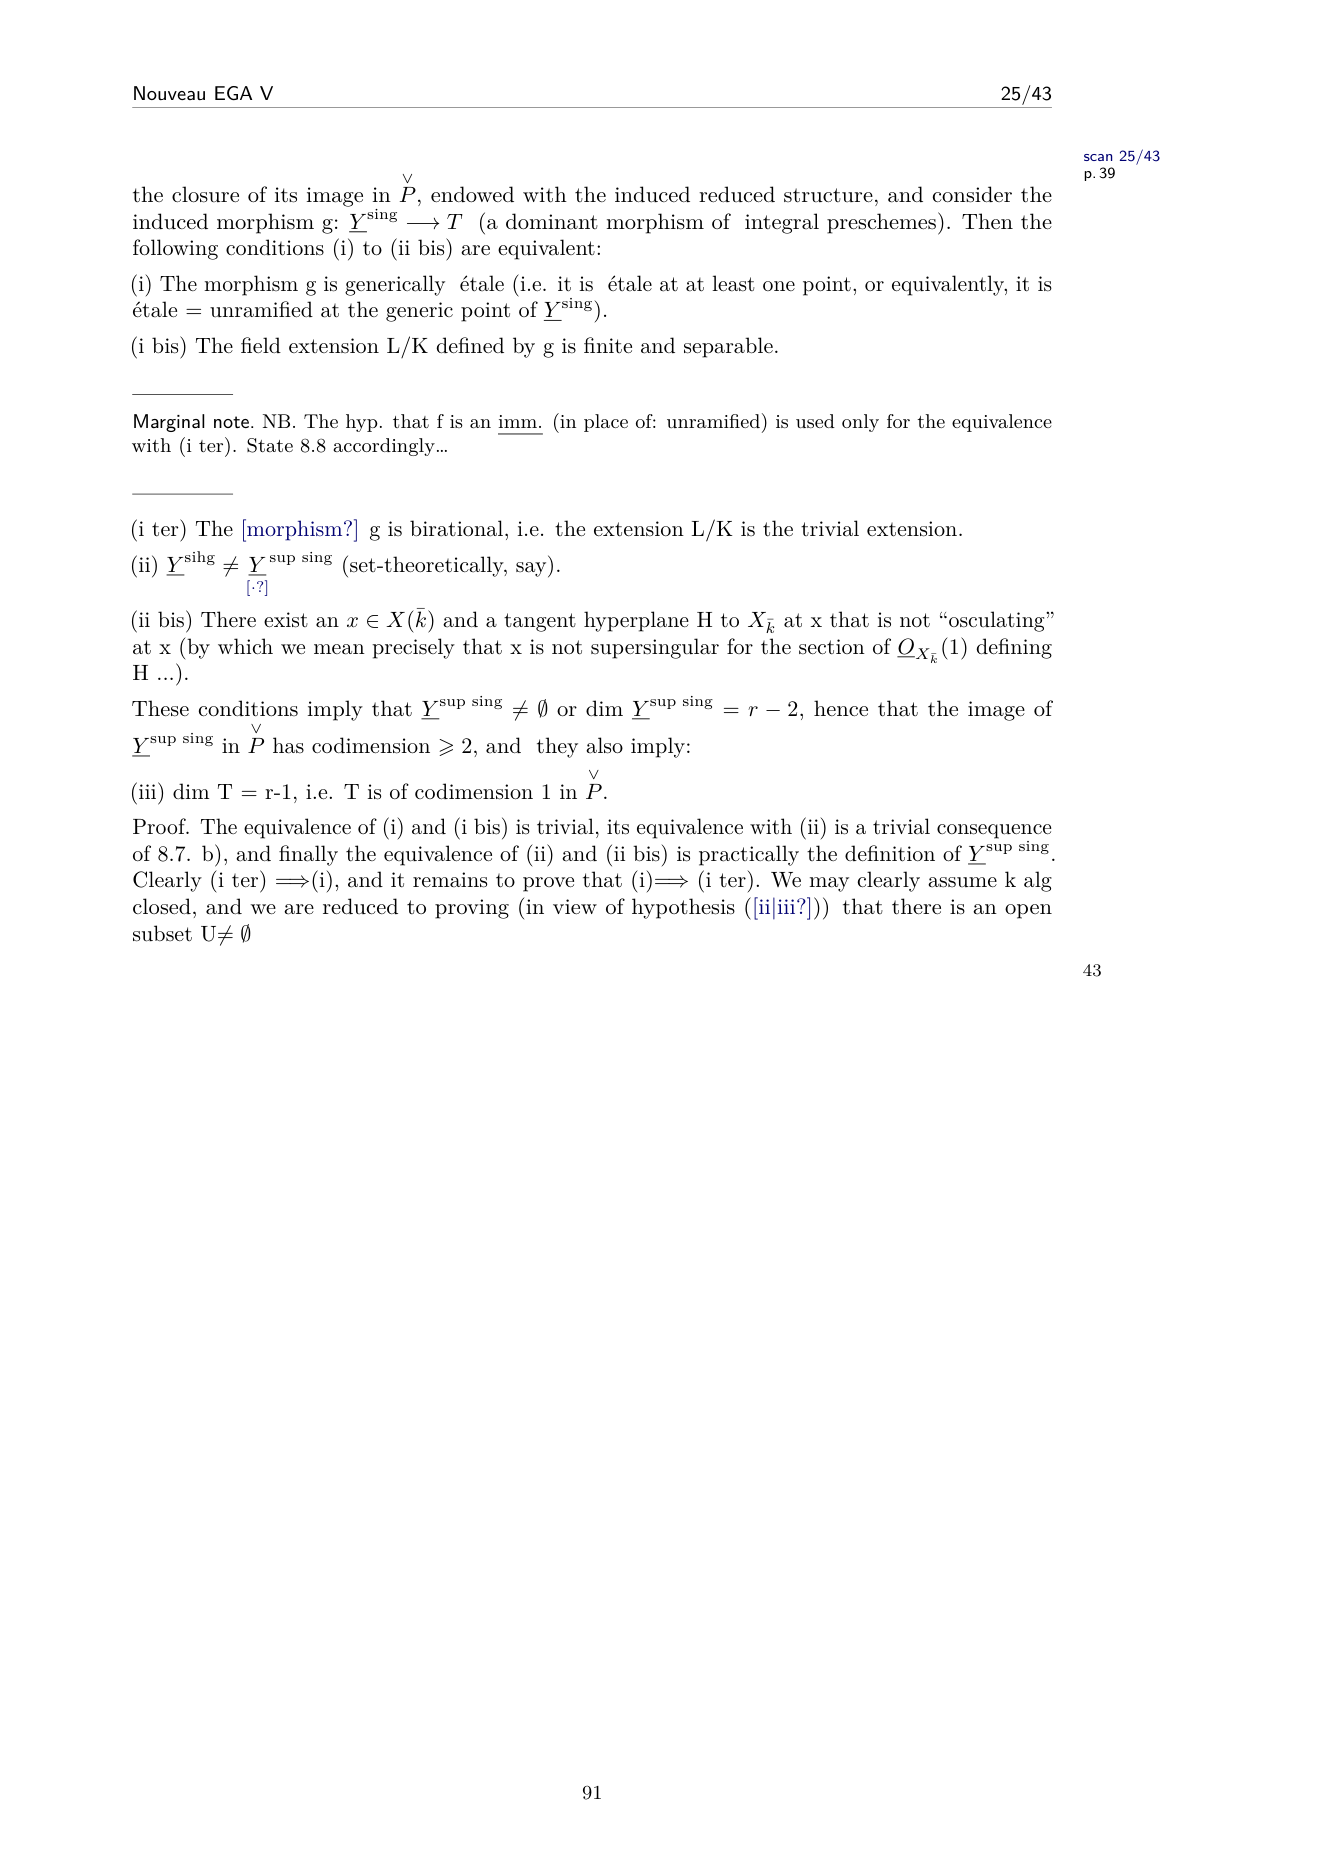 Nouveau EGA V 25/43
scan 25/43
p. 39
the closure of its image in P̌, endowed with the induced reduced structure, and consider the
induced morphism g: Y̲^sing ⟶ T (a dominant morphism of integral preschemes). Then the
following conditions (i) to (ii bis) are equivalent:
(i) The morphism g is generically étale (i.e. it is étale at at least one point, or equivalently, it is
étale = unramified at the generic point of Y̲^sing).
(i bis) The field extension L/K defined by g is finite and separable.
Marginal note. NB. The hyp. that f is an imm. (in place of: unramified) is used only for the equivalence
with (i ter). State 8.8 accordingly…
(i ter) The [morphism?] g is birational, i.e. the extension L/K is the trivial extension.
(ii) Y̲^sihg ≠ Y̲^sup sing (set-theoretically, say).
[·?]
(ii bis) There exist an x ∈ X(k̄) and a tangent hyperplane H to X_k̄ at x that is not “osculating”
at x (by which we mean precisely that x is not supersingular for the section of O̲_X_k̄(1) defining
H ...).
These conditions imply that Y̲^sup sing ≠ ∅ or dim Y̲^sup sing = r − 2, hence that the image of
Y̲^sup sing in P̌ has codimension ⩾ 2, and they also imply:
(iii) dim T = r-1, i.e. T is of codimension 1 in P̌.
Proof. The equivalence of (i) and (i bis) is trivial, its equivalence with (ii) is a trivial consequence
of 8.7. b), and finally the equivalence of (ii) and (ii bis) is practically the definition of Y̲^sup sing.
Clearly (i ter) ⟹(i), and it remains to prove that (i)⟹ (i ter). We may clearly assume k alg
closed, and we are reduced to proving (in view of hypothesis ([ii|iii?])) that there is an open
subset U≠ ∅
43
91